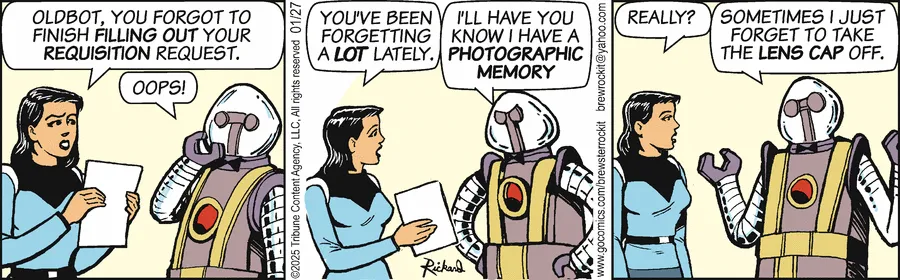 OLDBOT, YOU FORGOT TO
FINISH FILLING OUT YOUR
REQUISITION REQUEST.
OOPS!
©2025 Tribune Content Agency, LLC, All rights reserved 01/27
YOU'VE BEEN
FORGETTING
A LOT LATELY.
I'LL HAVE YOU
KNOW I HAVE A
PHOTOGRAPHIC
MEMORY
Rickard
www.gocomics.com/brewsterrockit brewrockit@yahoo.com
REALLY?
SOMETIMES I JUST
FORGET TO TAKE
THE LENS CAP OFF.